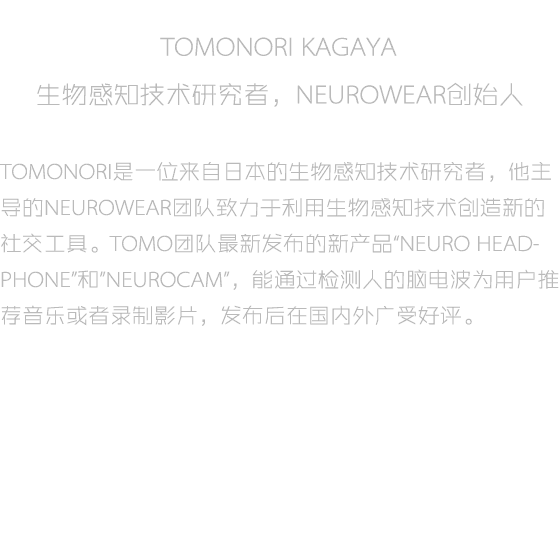 TOMONORI KAGAYA
生物感知技术研究者，NEUROWEAR创始人
TOMONORI是一位来自日本的生物感知技术研究者，他主
导的NEUROWEAR团队致力于利用生物感知技术创造新的
社交工具。TOMO团队最新发布的新产品“NEURO HEAD-
PHONE”和”NEUROCAM”，能通过检测人的脑电波为用户推
荐音乐或者录制影片，发布后在国内外广受好评。